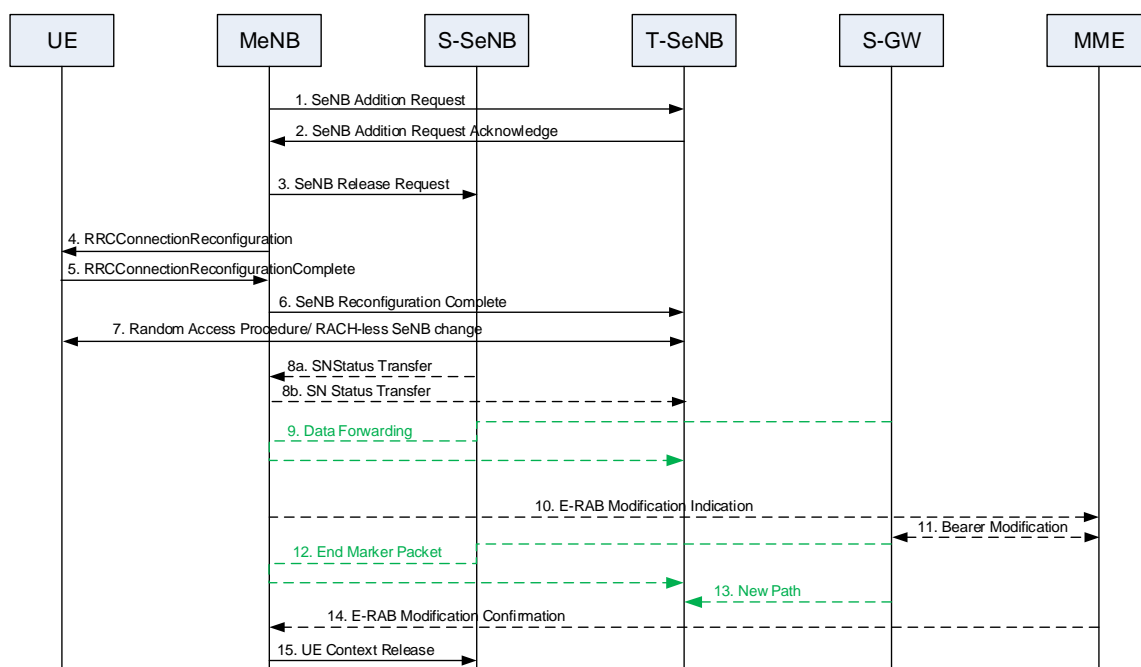 UE
MeNB
S-SeNB
T-SeNB
S-GW
MME
1. SeNB Addition Request
2. SeNB Addition Request Acknowledge
3. SeNB Release Request
4. RRCConnectionReconfiguration
5. RRCConnectionReconfigurationComplete
6. SeNB Reconfiguration Complete
7. Random Access Procedure/ RACH-less SeNB change
8a. SNStatus Transfer
8b. SN Status Transfer
9. Data Forwarding
10. E-RAB Modification Indication
11. Bearer Modification
12. End Marker Packet
13. New Path
14. E-RAB Modification Confirmation
15. UE Context Release